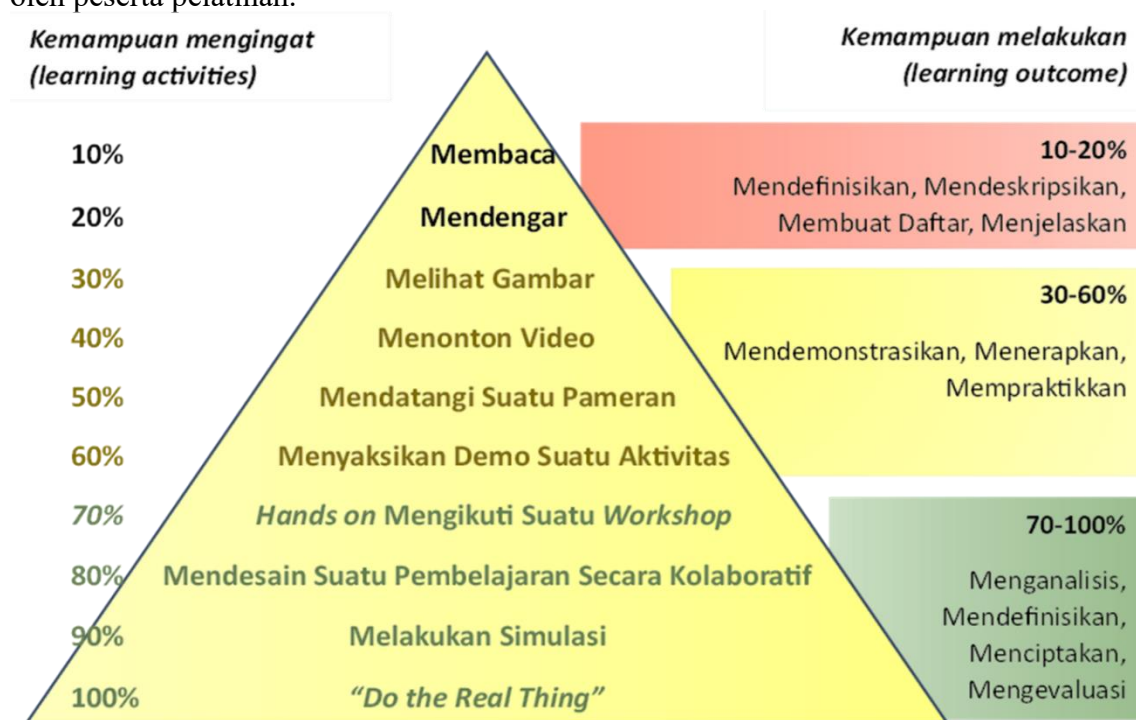 oleh peserta pelatihan.
Kemampuan mengingat
(learning activities)
Kemampuan melakukan
(learning outcome)
10%
Membaca
20%
Mendengar
30%
Melihat Gambar
40%
Menonton Video
50%
Mendatangi Suatu Pameran
60%
Menyaksikan Demo Suatu Aktivitas
70%
Hands on Mengikuti Suatu Workshop
80%
Mendesain Suatu Pembelajaran Secara Kolaboratif
90%
Melakukan Simulasi
100%
“Do the Real Thing”
10-20%
Mendefinisikan, Mendeskripsikan,
Membuat Daftar, Menjelaskan
30-60%
Mendemonstrasikan, Menerapkan,
Mempraktikkan
70-100%
Menganalisis,
Mendefinisikan,
Menciptakan,
Mengevaluasi